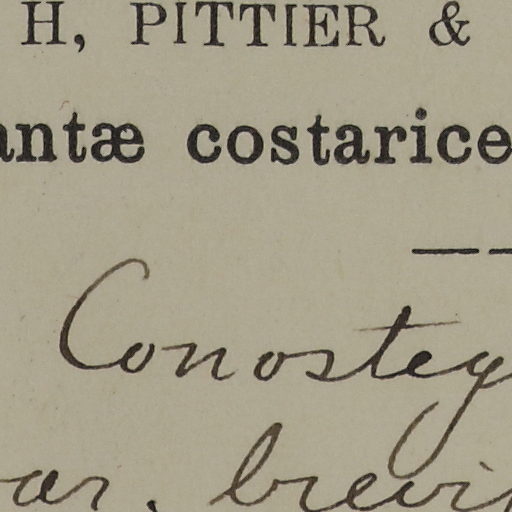 H, PITTIER &
antæ costarice
Conosteg
var. brevi